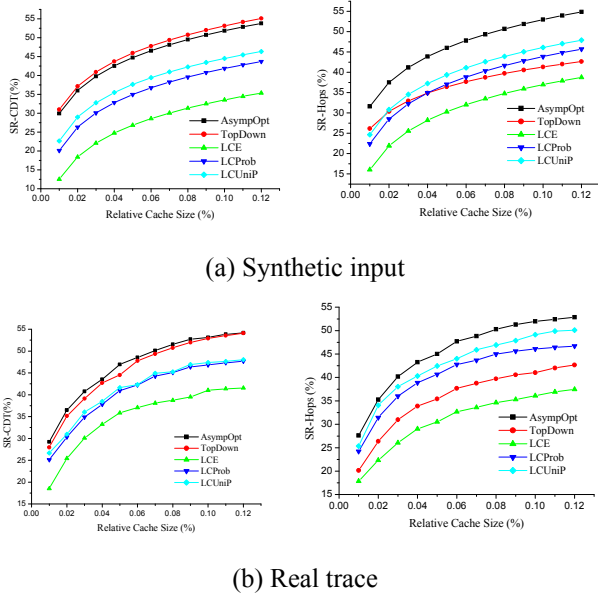 55
50
45
40
35
30
25
20
15
10
SR-CDT(%)
0.00 0.02 0.04 0.06 0.08 0.10 0.12
Relative Cache Size (%)
AsympOpt
TopDown
LCE
LCProb
LCUniP
55
50
45
40
35
30
25
20
15
SR-Hops (%)
0.00 0.02 0.04 0.06 0.08 0.10 0.12
Relative Cache Size (%)
AsympOpt
TopDown
LCE
LCProb
LCUniP
(a) Synthetic input
55
50
45
40
35
30
25
20
15
SR-CDT(%)
0.00 0.02 0.04 0.06 0.08 0.10 0.12
Relative Cache Size (%)
AsympOpt
TopDown
LCE
LCProb
LCUniP
55
50
45
40
35
30
25
20
15
SR-Hops (%)
0.00 0.02 0.04 0.06 0.08 0.10 0.12
Relative Cache Size (%)
AsympOpt
TopDown
LCE
LCProb
LCUniP
(b) Real trace